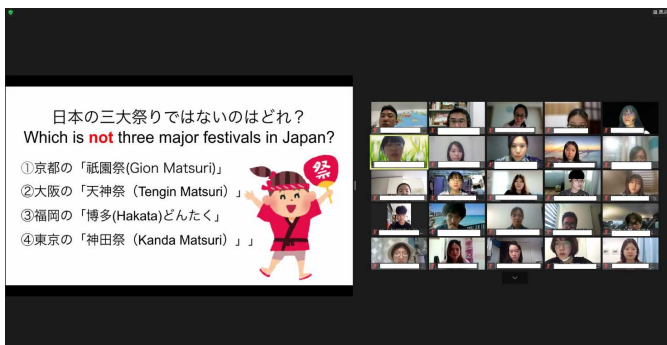 日本の三大祭りではないのはどれ？
Which is not three major festivals in Japan?
①京都の「祇園祭(Gion Matsuri)」
②大阪の「天神祭（Tengin Matsuri）」
③福岡の「博多(Hakata)どんたく」
④東京の「神田祭（Kanda Matsuri）」」
祭